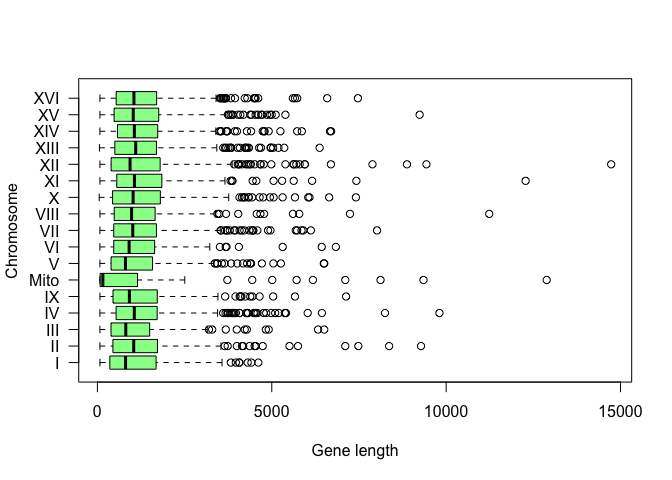 XVI
XV
XIV
XIII
XII
XI
X
VIII
VII
VI
V
Mito
IX
IV
III
II
I
Chromosome
0 5000 10000 15000
Gene length